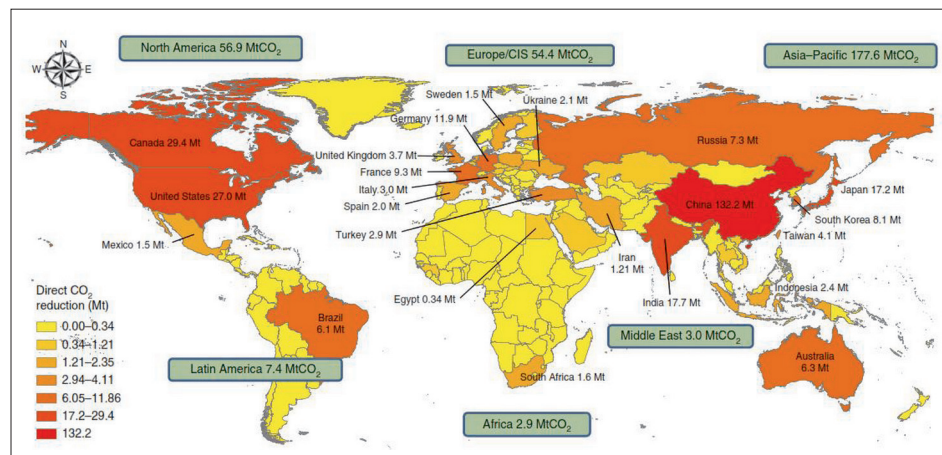 North America 56.9 MtCO₂
Europe/CIS 54.4 MtCO₂
Asia–Pacific 177.6 MtCO₂
N
W E
S
Sweden 1.5 Mt
Ukraine 2.1 Mt
Germany 11.9 Mt
Canada 29.4 Mt
Russia 7.3 Mt
United Kingdom 3.7 Mt
France 9.3 Mt
Italy 3.0 Mt
Spain 2.0 Mt
United States 27.0 Mt
China 132.2 Mt
Japan 17.2 Mt
South Korea 8.1 Mt
Mexico 1.5 Mt
Turkey 2.9 Mt
Taiwan 4.1 Mt
Iran
1.21 Mt
Egypt 0.34 Mt
India 17.7 Mt
Indonesia 2.4 Mt
Direct CO₂
reduction (Mt)
0.00–0.34
0.34–1.21
1.21–2.35
2.94–4.11
6.05–11.86
17.2–29.4
132.2
Brazil
6.1 Mt
Middle East 3.0 MtCO₂
Latin America 7.4 MtCO₂
South Africa 1.6 Mt
Australia
6.3 Mt
Africa 2.9 MtCO₂